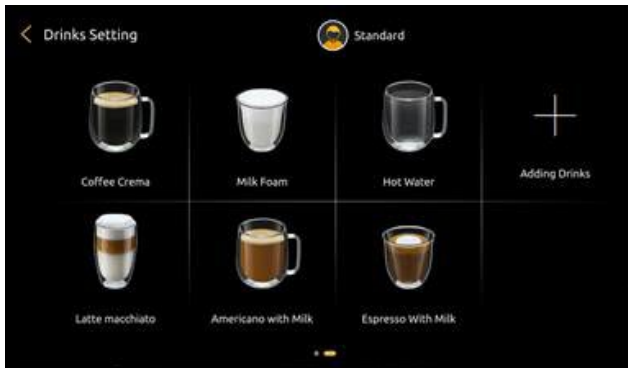 Drinks Setting
Standard
Coffee Crema
Milk Foam
Hot Water
Adding Drinks
Latte macchiato
Americano with Milk
Espresso With Milk